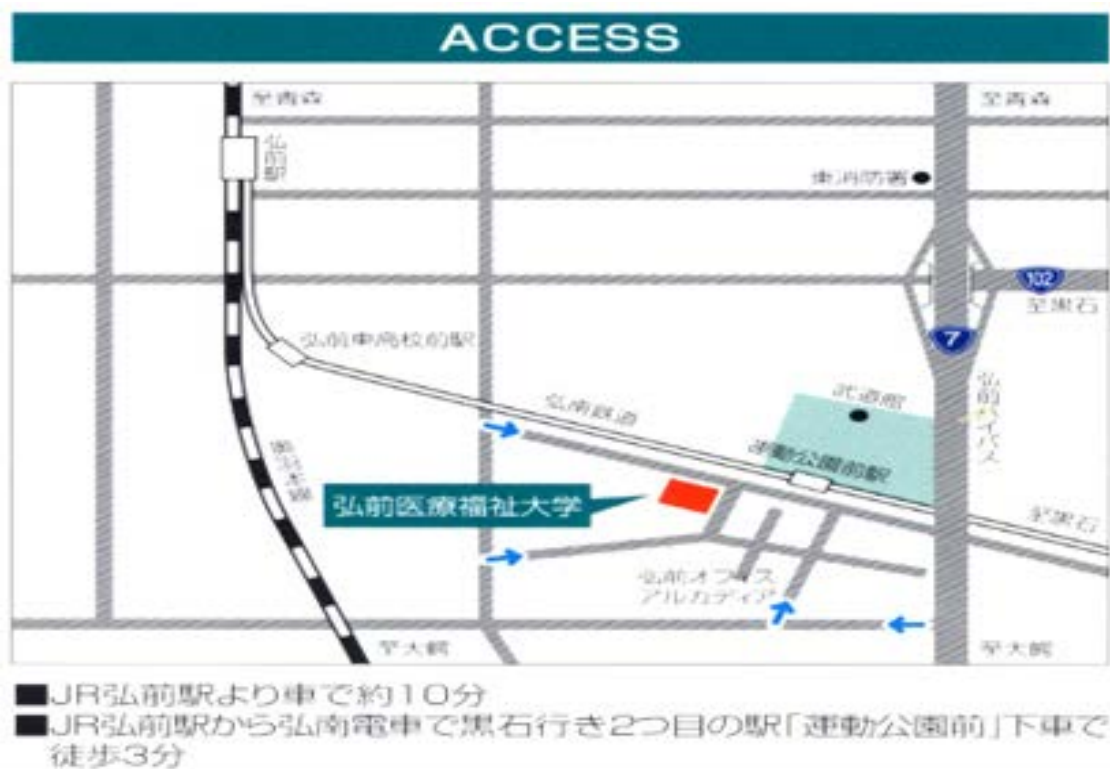 ACCESS
至青森
至青森
弘前駅
東消防署
102
至黒石
弘前東高校前駅
7
弘前バイパス
武道館
弘南鉄道
運動公園前駅
奥羽本線
弘前医療福祉大学
至黒石
弘前オフィス
アルカディア
至大鰐
至大鰐
■JR弘前駅より車で約10分
■JR弘前駅から弘南電車で黒石行き2つ目の駅「運動公園前」下車で
徒歩3分